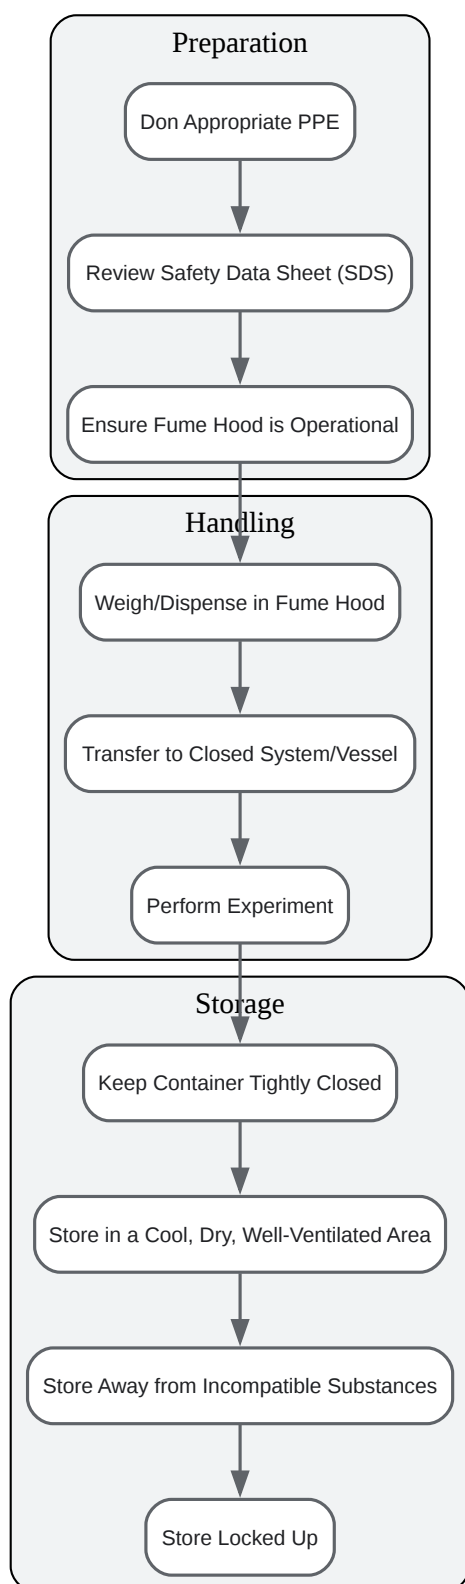 Preparation
Don Appropriate PPE
Review Safety Data Sheet (SDS)
Ensure Fume Hood is Operational
Handling
Weigh/Dispense in Fume Hood
Transfer to Closed System/Vessel
Perform Experiment
Storage
Keep Container Tightly Closed
Store in a Cool, Dry, Well-Ventilated Area
Store Away from Incompatible Substances
Store Locked Up